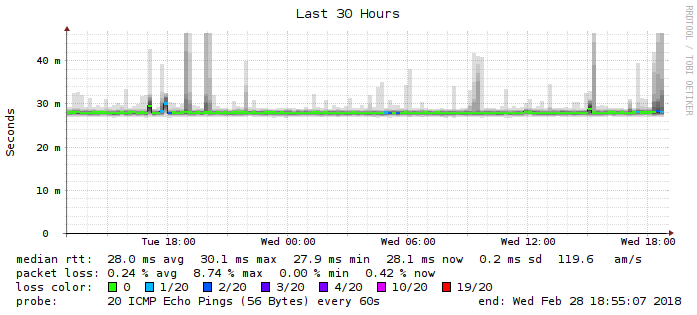 Last 30 Hours
RRDTOOL / TOBI OETIKER
Seconds
40 m
30 m
20 m
10 m
0
Tue 18:00 Wed 00:00 Wed 06:00 Wed 12:00 Wed 18:00
median rtt: 28.0 ms avg 30.1 ms max 27.9 ms min 28.1 ms now 0.2 ms sd 119.6 am/s
packet loss: 0.24 % avg 8.74 % max 0.00 % min 0.42 % now
loss color: 0 1/20 2/20 3/20 4/20 10/20 19/20
probe: 20 ICMP Echo Pings (56 Bytes) every 60s end: Wed Feb 28 18:55:07 2018